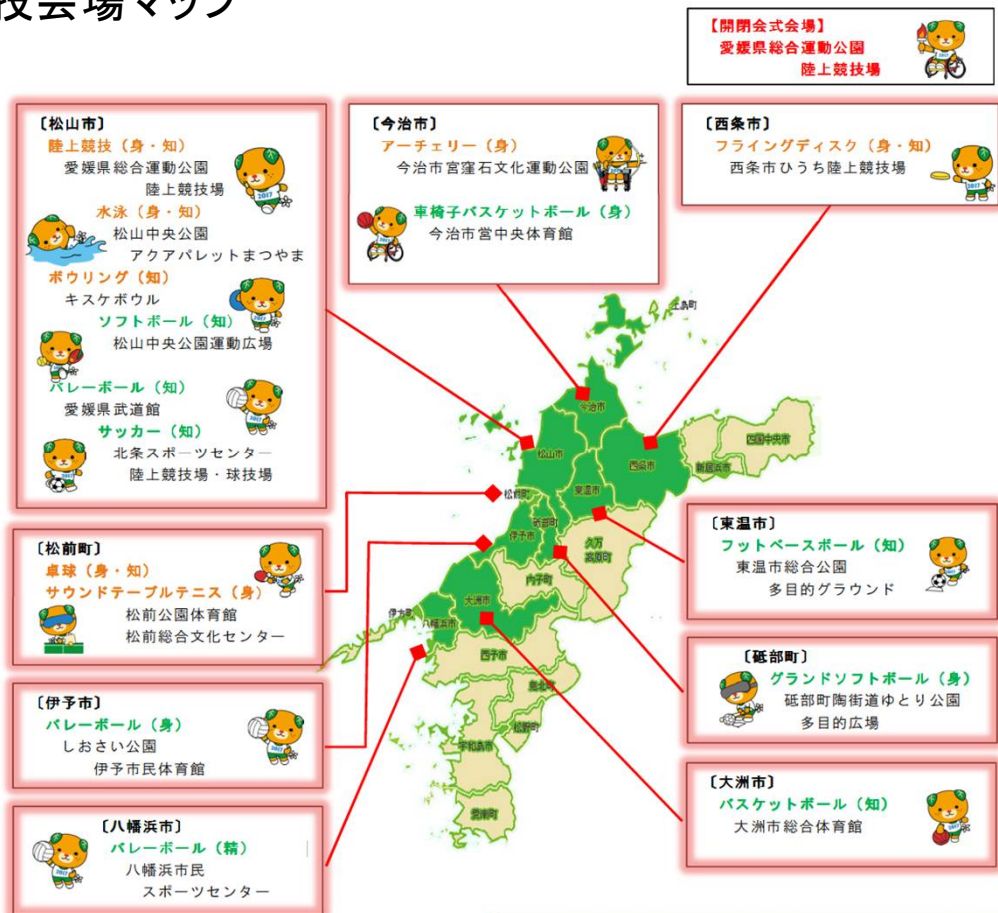 技会場マップ
【開閉会式会場】
愛媛県総合運動公園
陸上競技場
〔松山市〕
陸上競技（身・知）
愛媛県総合運動公園
陸上競技場
水泳（身・知）
松山中央公園
アクアパレットまつやま
ボウリング（知）
キスケボウル
ソフトボール（知）
松山中央公園運動広場
バレーボール（知）
愛媛県武道館
サッカー（知）
北条スポーツセンター
陸上競技場・球技場
〔今治市〕
アーチェリー（身）
今治市宮窪石文化運動公園
車椅子バスケットボール（身）
今治市営中央体育館
〔西条市〕
フライングディスク（身・知）
西条市ひうち陸上競技場
上島町
今治市
松山市
西条市
新居浜市
四国中央市
東温市
松前町
砥部町
伊予市
久万
高原町
内子町
大洲市
伊方町
八幡浜市
西予市
鬼北町
松野町
宇和島市
愛南町
〔松前町〕
卓球（身・知）
サウンドテーブルテニス（身）
松前公園体育館
松前総合文化センター
〔伊予市〕
バレーボール（身）
しおさい公園
伊予市民体育館
〔八幡浜市〕
バレーボール（精）
八幡浜市民
スポーツセンター
〔東温市〕
フットベースボール（知）
東温市総合公園
多目的グラウンド
〔砥部町〕
グランドソフトボール（身）
砥部町陶街道ゆとり公園
多目的広場
〔大洲市〕
バスケットボール（知）
大洲市総合体育館